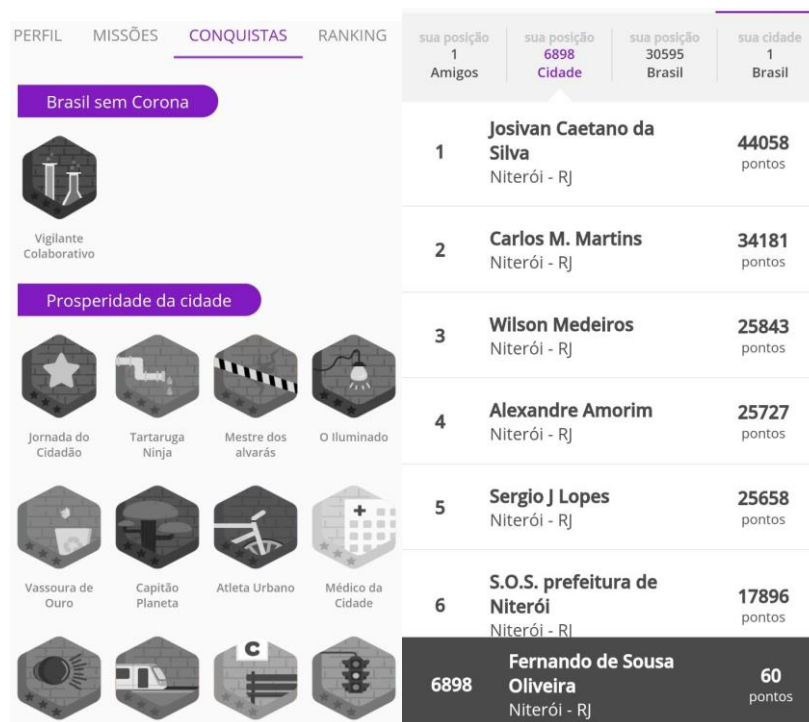 PERFIL MISSÕES CONQUISTAS RANKING
Brasil sem Corona
Vigilante
Colaborativo
Prosperidade da cidade
Jornada do
Cidadão
Tartaruga
Ninja
Mestre dos
alvarás
O Iluminado
Vassoura de
Ouro
Capitão
Planeta
Atleta Urbano
Médico da
Cidade
C
sua posição
1
Amigos
sua posição
6898
Cidade
sua posição
30595
Brasil
sua cidade
1
Brasil
1
Josivan Caetano da
Silva
Niterói - RJ
44058
pontos
2
Carlos M. Martins
Niterói - RJ
34181
pontos
3
Wilson Medeiros
Niterói - RJ
25843
pontos
4
Alexandre Amorim
Niterói - RJ
25727
pontos
5
Sergio J Lopes
Niterói - RJ
25658
pontos
6
S.O.S. prefeitura de
Niterói
Niterói - RJ
17896
pontos
6898
Fernando de Sousa
Oliveira
Niterói - RJ
60
pontos